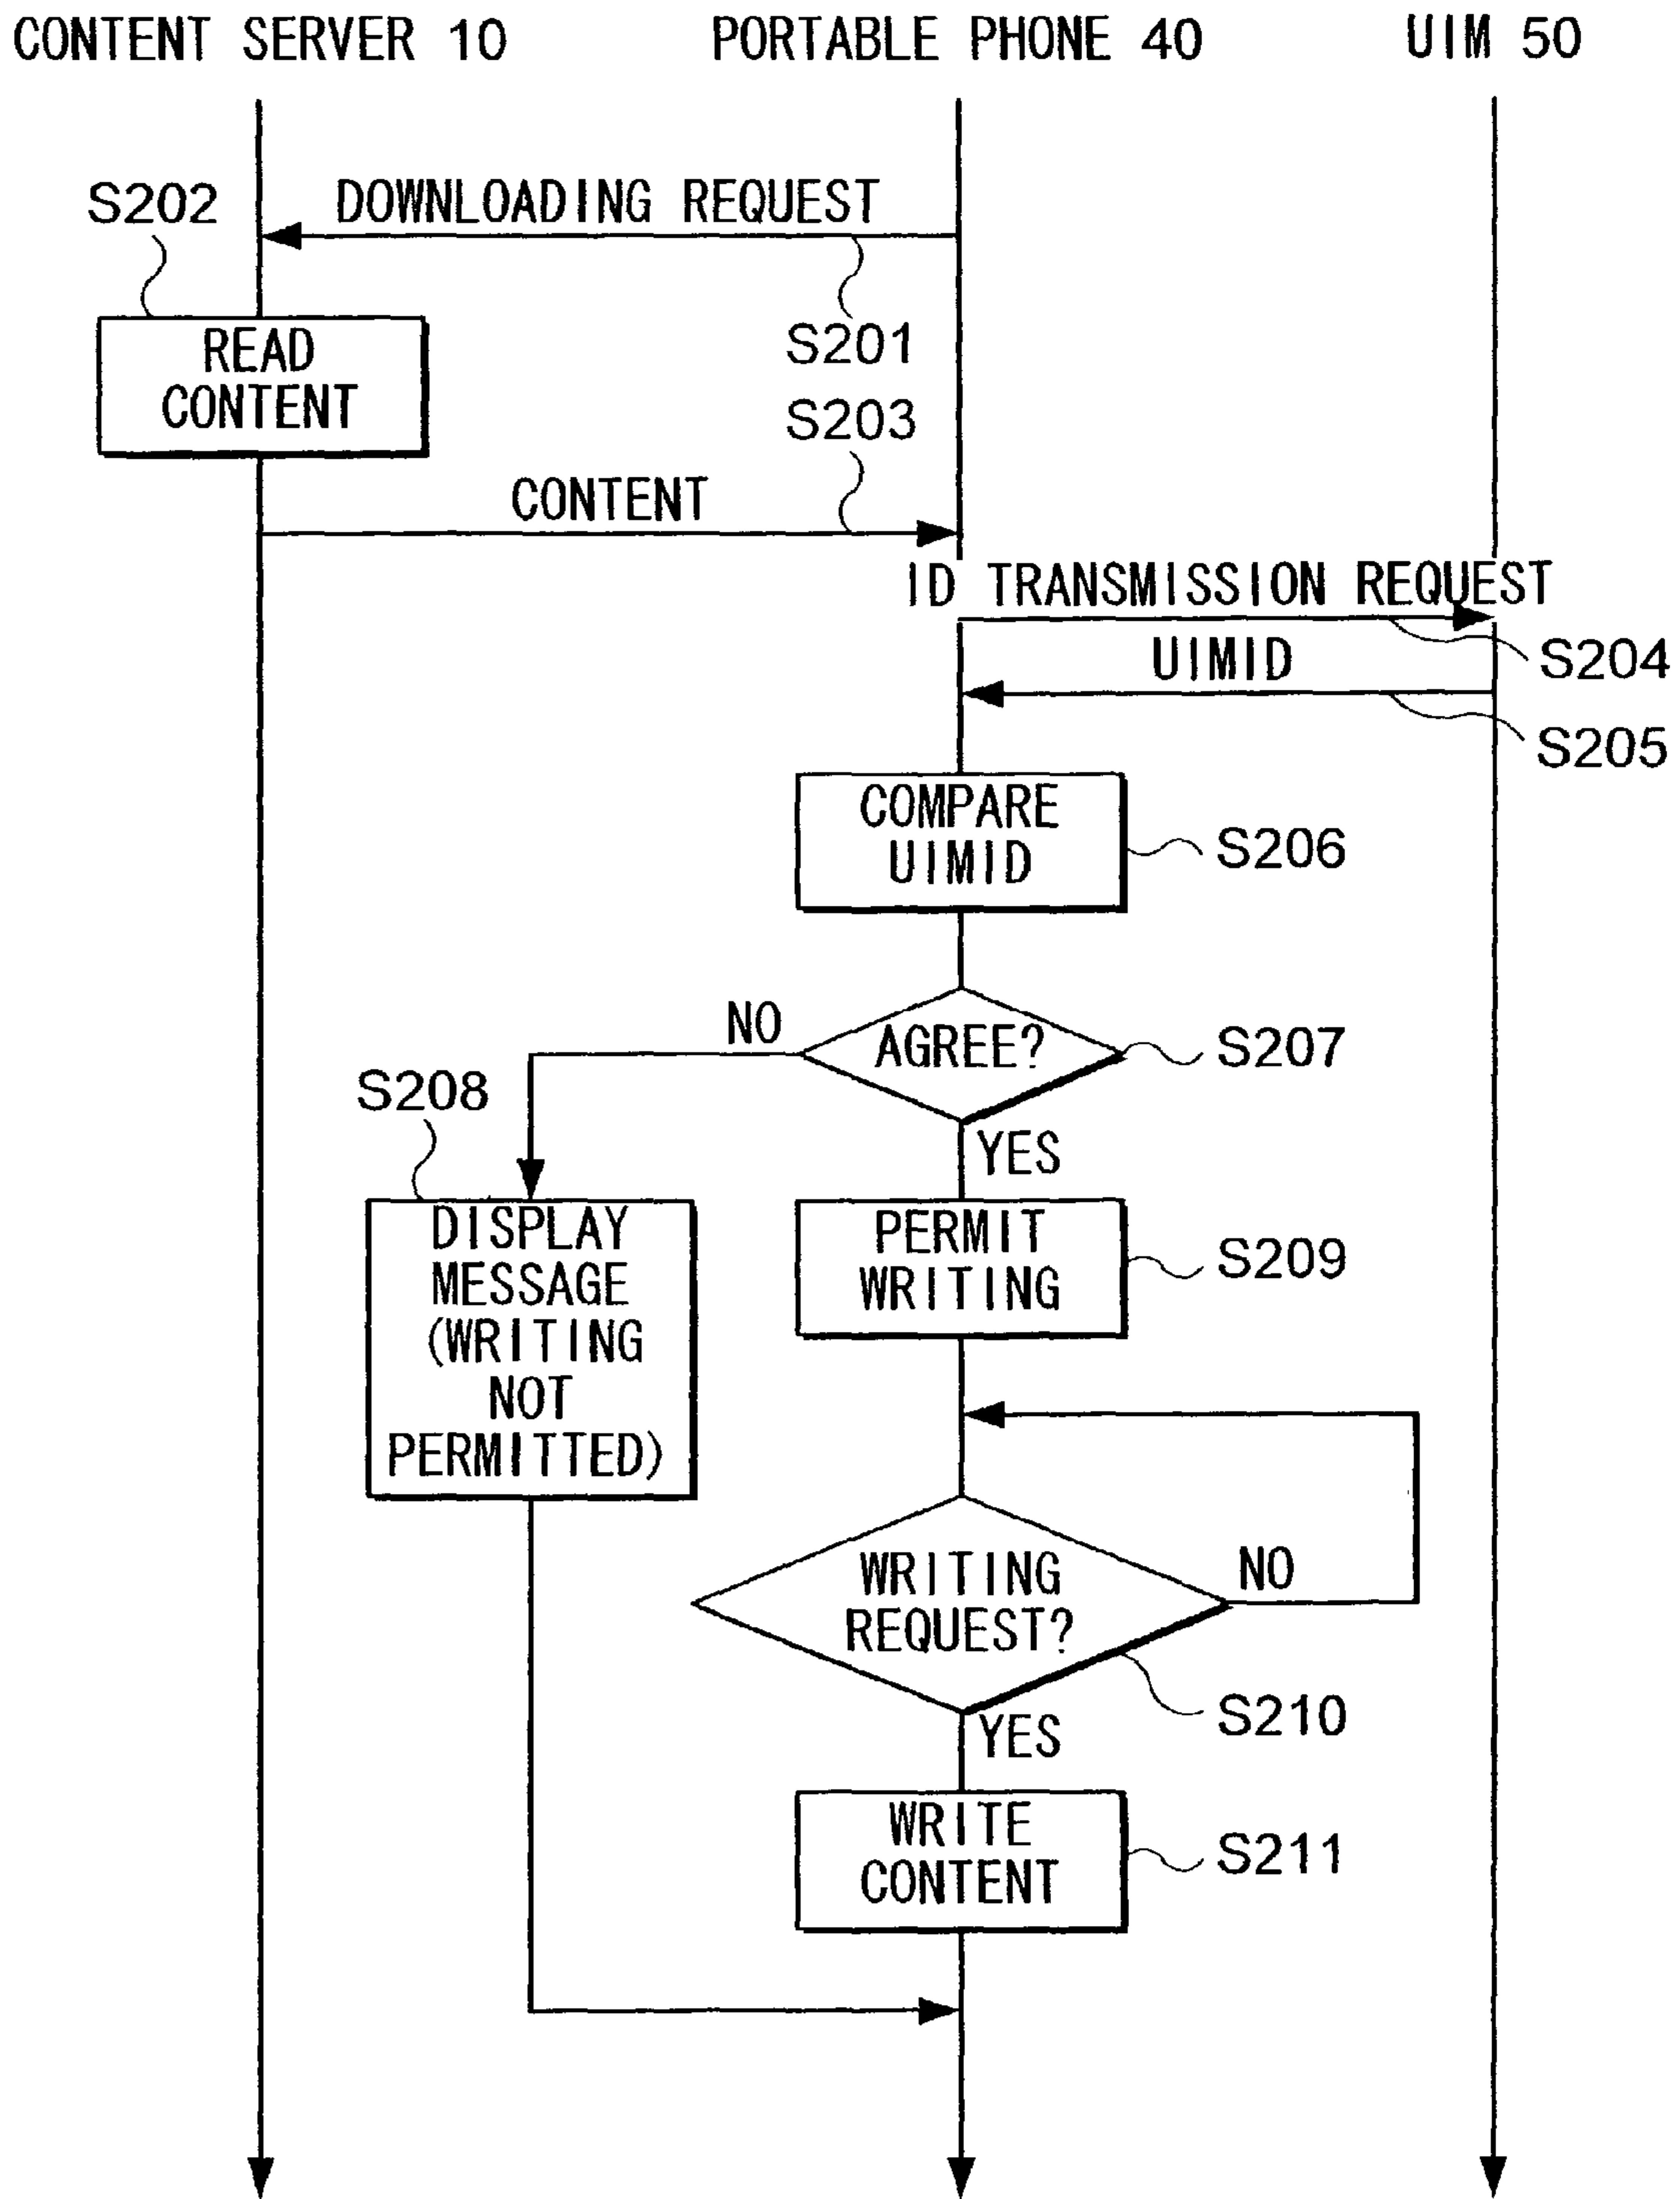 CONTENT SERVER 10
PORTABLE PHONE 40
UIM 50
S202
DOWNLOADING REQUEST
S201
READ
CONTENT
S203
CONTENT
ID TRANSMISSION REQUEST
S204
UIMID
S205
COMPARE
UIMID
S206
NO
AGREE?
S207
S208
YES
DISPLAY
MESSAGE
(WRITING
NOT
PERMITTED)
PERMIT
WRITING
S209
WRITING
REQUEST?
NO
S210
YES
WRITE
CONTENT
S211